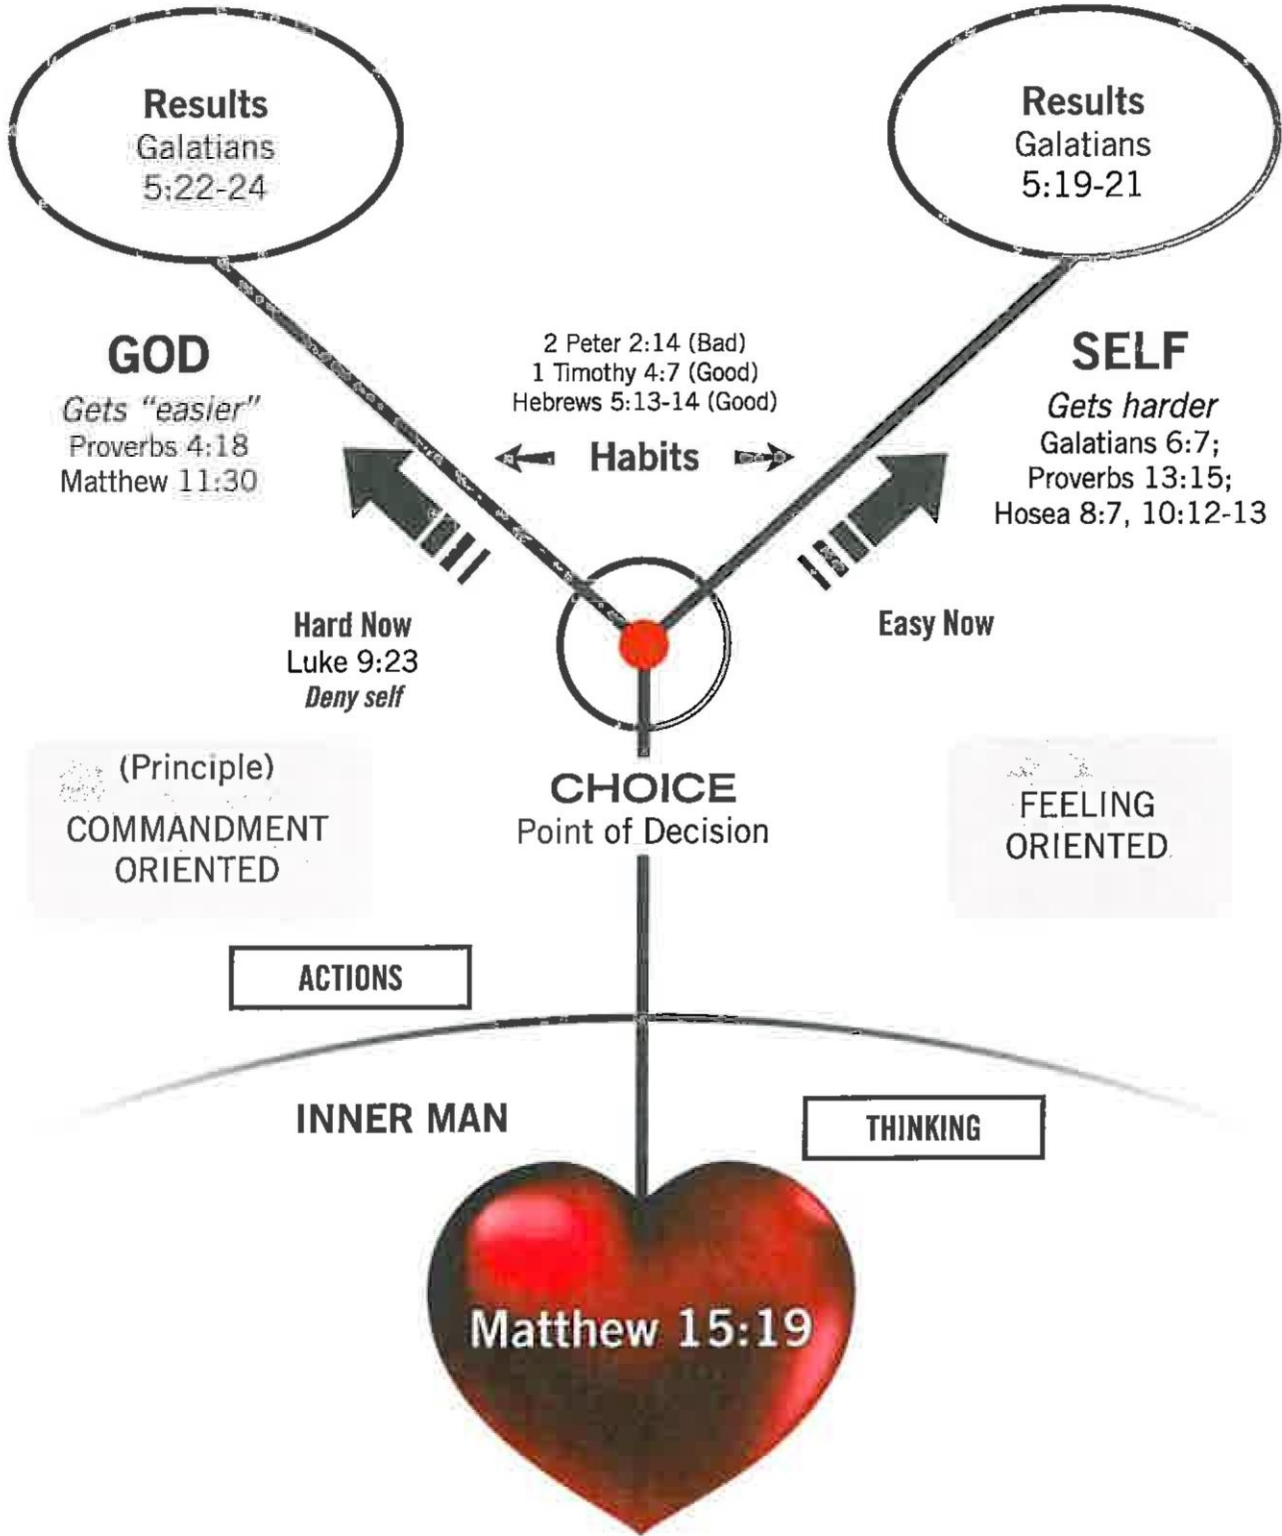 Results
Galatians
5:22-24
Results
Galatians
5:19-21
GOD
Gets “easier”
Proverbs 4:18
Matthew 11:30
2 Peter 2:14 (Bad)
1 Timothy 4:7 (Good)
Hebrews 5:13-14 (Good)
Habits
SELF
Gets harder
Galatians 6:7;
Proverbs 13:15;
Hosea 8:7, 10:12-13
Hard Now
Luke 9:23
Deny self
Easy Now
(Principle)
COMMANDMENT
ORIENTED
CHOICE
Point of Decision
FEELING
ORIENTED
ACTIONS
INNER MAN
THINKING
Matthew 15:19